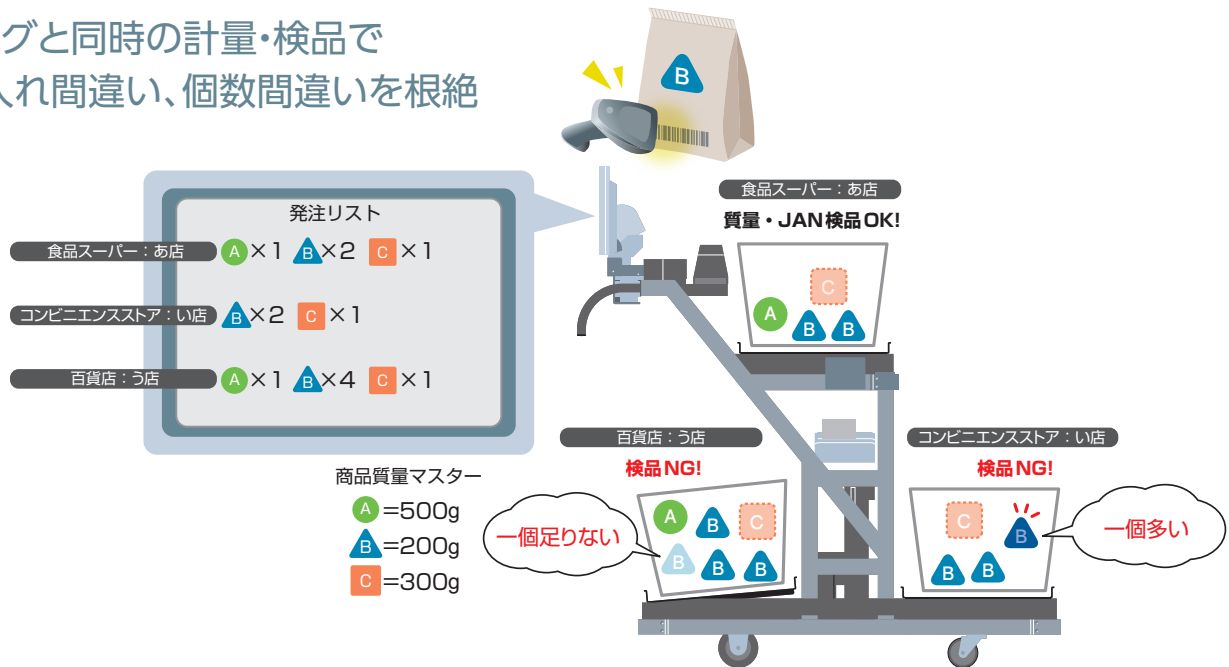 グと同時の計量・検品で
れ間違い、個数間違いを根絶
B
食品スーパー：あ店
質量・JAN検品OK!
発注リスト
食品スーパー：あ店 A×1 B×2 C×1
コンビニエンスストア：い店 B×2 C×1
百貨店：う店 A×1 B×4 C×1
C
A B B
百貨店：う店
検品NG!
コンビニエンスストア：い店
検品NG!
商品質量マスター
A=500g
B=200g
C=300g
一個足りない
A B C
B B B
C B
B B
一個多い